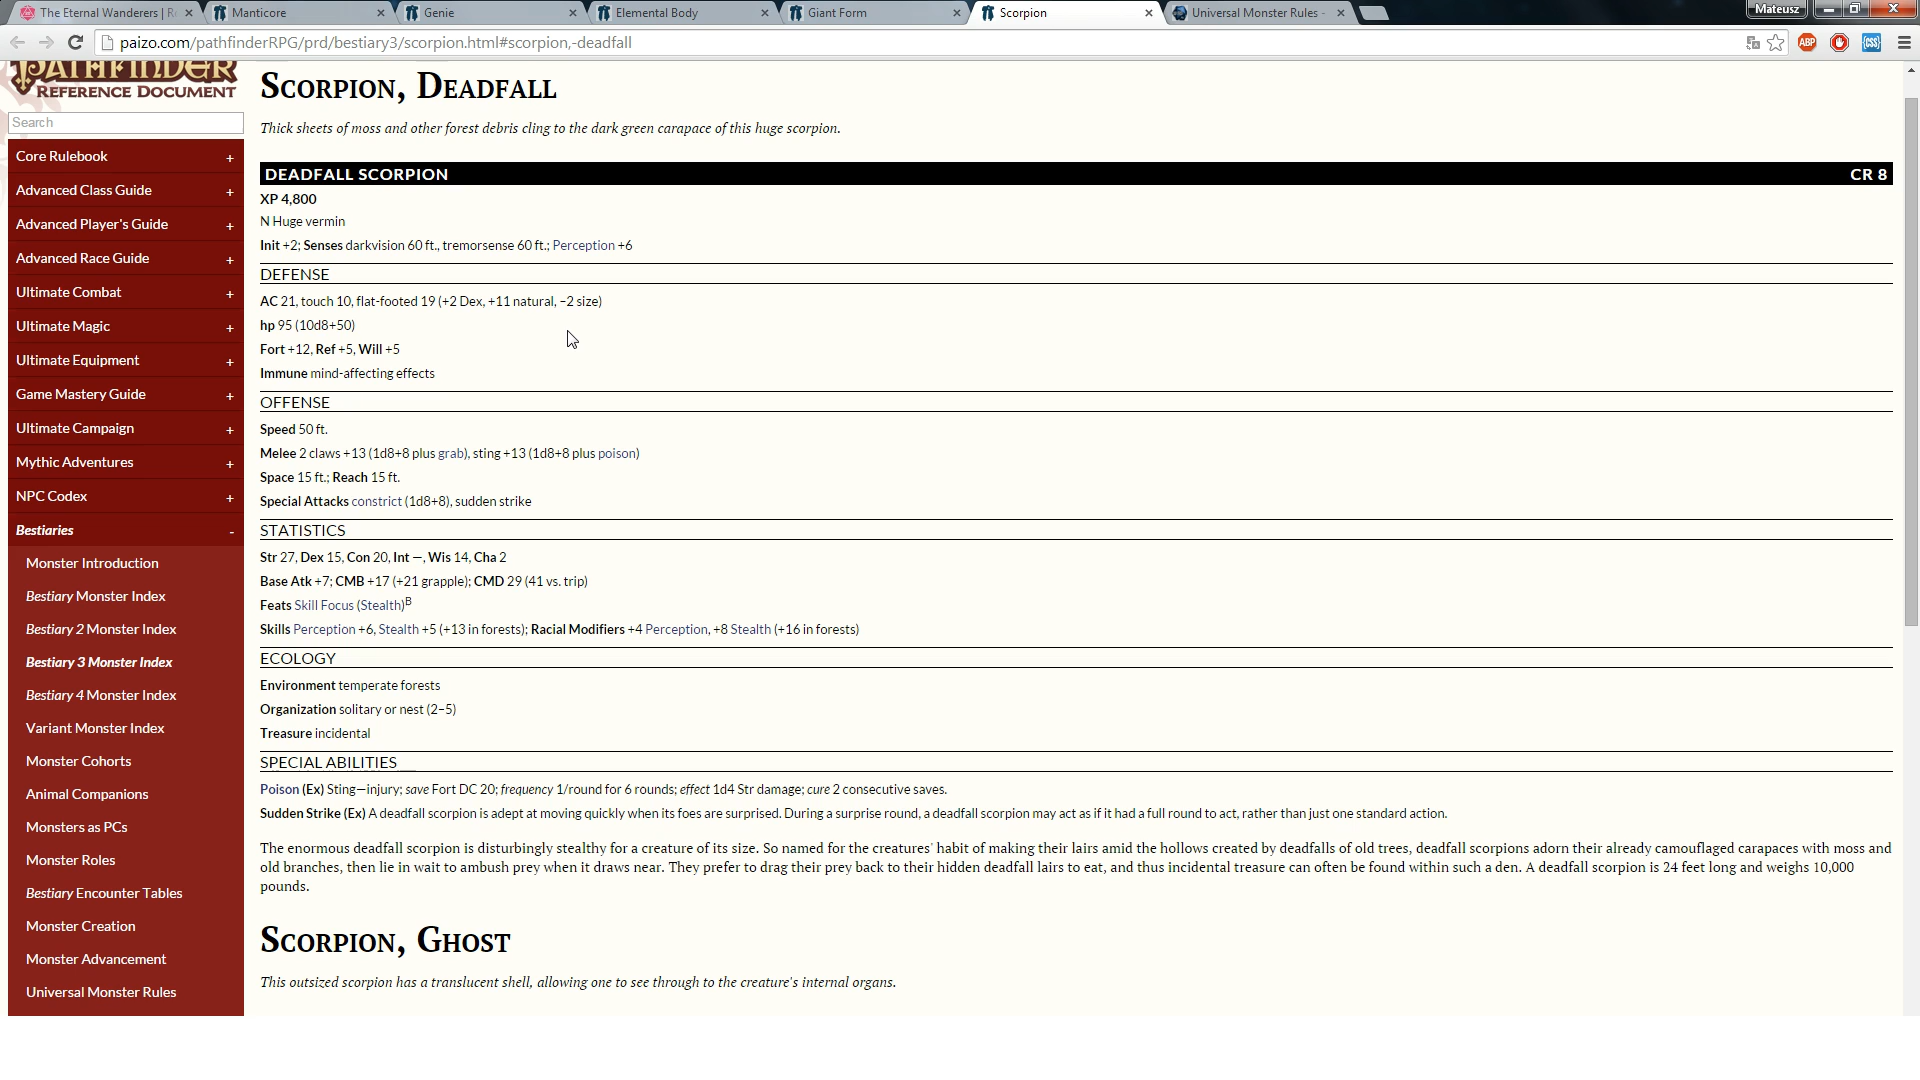 The Eternal Wanderers | R
Manticore
Genie
Elemental Body
Giant Form
Scorpion
Universal Monster Rules -
Mateusz
paizo.com/pathfinderRPG/prd/bestiary3/scorpion.html#scorpion,-deadfall
ABP
{CSS}
PATHFINDER
REFERENCE DOCUMENT
Search
Core Rulebook +
Advanced Class Guide +
Advanced Player's Guide +
Advanced Race Guide +
Ultimate Combat +
Ultimate Magic +
Ultimate Equipment +
Game Mastery Guide +
Ultimate Campaign +
Mythic Adventures +
NPC Codex +
Bestiaries -
Monster Introduction
Bestiary Monster Index
Bestiary 2 Monster Index
Bestiary 3 Monster Index
Bestiary 4 Monster Index
Variant Monster Index
Monster Cohorts
Animal Companions
Monsters as PCs
Monster Roles
Bestiary Encounter Tables
Monster Creation
Monster Advancement
Universal Monster Rules
Scorpion, Deadfall
Thick sheets of moss and other forest debris cling to the dark green carapace of this huge scorpion.
DEADFALL SCORPION CR 8
XP 4,800
N Huge vermin
Init +2; Senses darkvision 60 ft., tremorsense 60 ft.; Perception +6
DEFENSE
AC 21, touch 10, flat-footed 19 (+2 Dex, +11 natural, –2 size)
hp 95 (10d8+50)
Fort +12, Ref +5, Will +5
Immune mind-affecting effects
OFFENSE
Speed 50 ft.
Melee 2 claws +13 (1d8+8 plus grab), sting +13 (1d8+8 plus poison)
Space 15 ft.; Reach 15 ft.
Special Attacks constrict (1d8+8), sudden strike
STATISTICS
Str 27, Dex 15, Con 20, Int —, Wis 14, Cha 2
Base Atk +7; CMB +17 (+21 grapple); CMD 29 (41 vs. trip)
Feats Skill Focus (Stealth)B
Skills Perception +6, Stealth +5 (+13 in forests); Racial Modifiers +4 Perception, +8 Stealth (+16 in forests)
ECOLOGY
Environment temperate forests
Organization solitary or nest (2–5)
Treasure incidental
SPECIAL ABILITIES
Poison (Ex) Sting—injury; save Fort DC 20; frequency 1/round for 6 rounds; effect 1d4 Str damage; cure 2 consecutive saves.
Sudden Strike (Ex) A deadfall scorpion is adept at moving quickly when its foes are surprised. During a surprise round, a deadfall scorpion may act as if it had a full round to act, rather than just one standard action.
The enormous deadfall scorpion is disturbingly stealthy for a creature of its size. So named for the creatures' habit of making their lairs amid the hollows created by deadfalls of old trees, deadfall scorpions adorn their already camouflaged carapaces with moss and
old branches, then lie in wait to ambush prey when it draws near. They prefer to drag their prey back to their hidden deadfall lairs to eat, and thus incidental treasure can often be found within such a den. A deadfall scorpion is 24 feet long and weighs 10,000
pounds.
Scorpion, Ghost
This outsized scorpion has a translucent shell, allowing one to see through to the creature's internal organs.